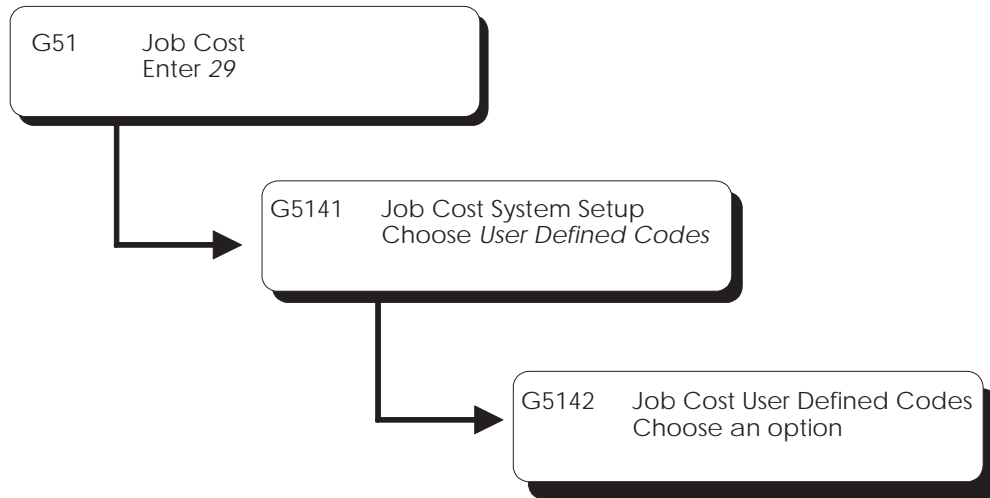 G51 Job Cost
Enter 29
G5141 Job Cost System Setup
Choose User Defined Codes
G5142 Job Cost User Defined Codes
Choose an option